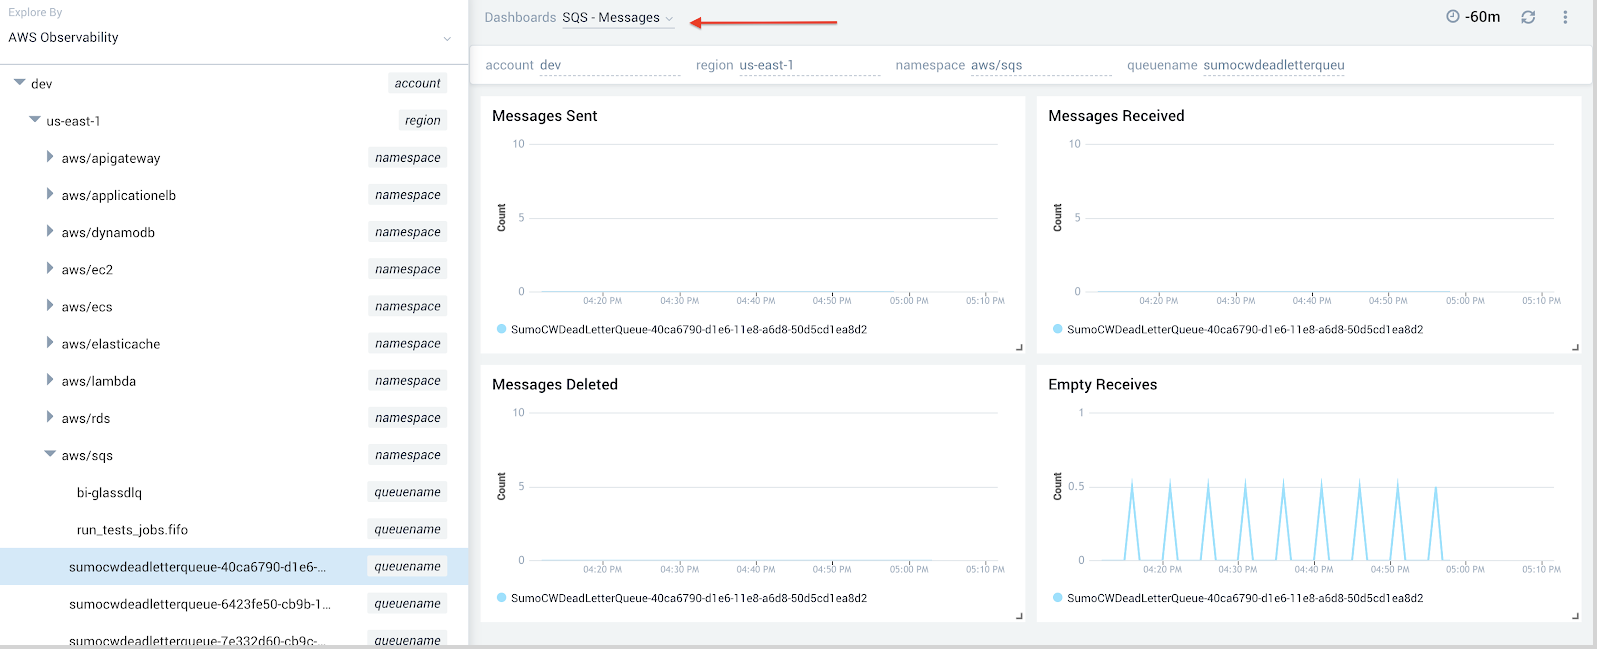 Explore By
AWS Observability
dev account
us-east-1 region
aws/apigateway namespace
aws/applicationelb namespace
aws/dynamodb namespace
aws/ec2 namespace
aws/ecs namespace
aws/elasticache namespace
aws/lambda namespace
aws/rds namespace
aws/sqs namespace
bi-glassdlq queuename
run_tests_jobs.fifo queuename
sumocwdeadletterqueue-40ca6790-d1e6-... queuename
sumocwdeadletterqueue-6423fe50-cb9b-1... queuename
sumocwdeadletterqueue-7e332d60-cb9c-... queuename
Dashboards SQS - Messages
-60m
account dev region us-east-1 namespace aws/sqs queuename sumocwdeadletterqueu
Messages Sent
10
Count
5
0
04:20 PM 04:30 PM 04:40 PM 04:50 PM 05:00 PM 05:10 PM
SumoCWDeadLetterQueue-40ca6790-d1e6-11e8-a6d8-50d5cd1ea8d2
Messages Received
10
Count
5
0
04:20 PM 04:30 PM 04:40 PM 04:50 PM 05:00 PM 05:10 PM
SumoCWDeadLetterQueue-40ca6790-d1e6-11e8-a6d8-50d5cd1ea8d2
Messages Deleted
10
Count
5
0
04:20 PM 04:30 PM 04:40 PM 04:50 PM 05:00 PM 05:10 PM
SumoCWDeadLetterQueue-40ca6790-d1e6-11e8-a6d8-50d5cd1ea8d2
Empty Receives
1
Count
0.5
0
04:20 PM 04:30 PM 04:40 PM 04:50 PM 05:00 PM 05:10 PM
SumoCWDeadLetterQueue-40ca6790-d1e6-11e8-a6d8-50d5cd1ea8d2